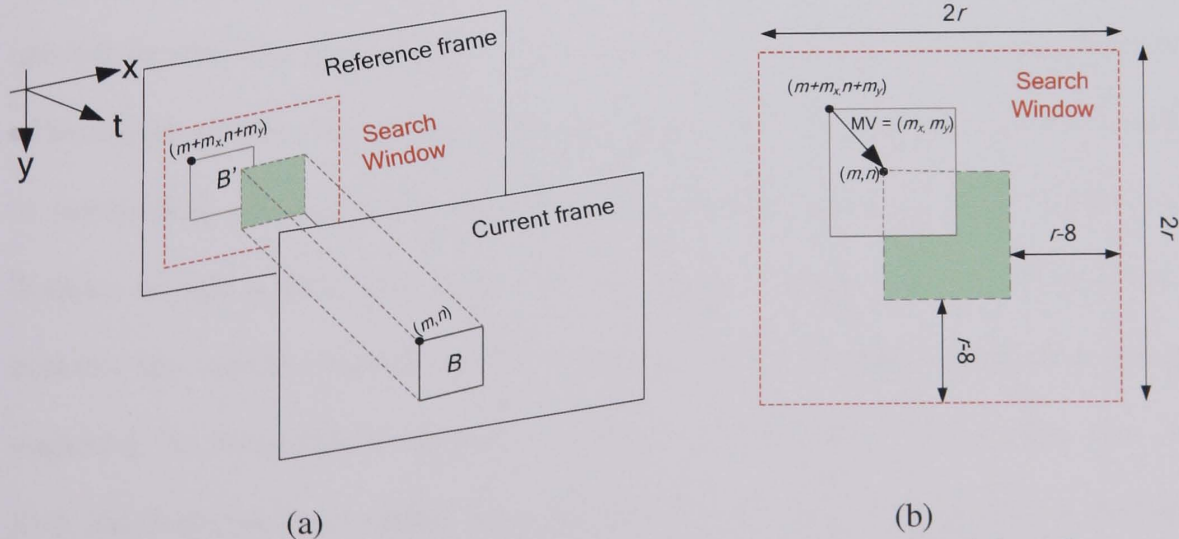 x
t
y
Reference frame
(m+mx,n+my)
Search
Window
B'
Current frame
(m,n)
B
(a)
2r
Search
Window
(m+mx,n+my)
MV = (mx, my)
(m,n)
r-8
2r
r-8
(b)